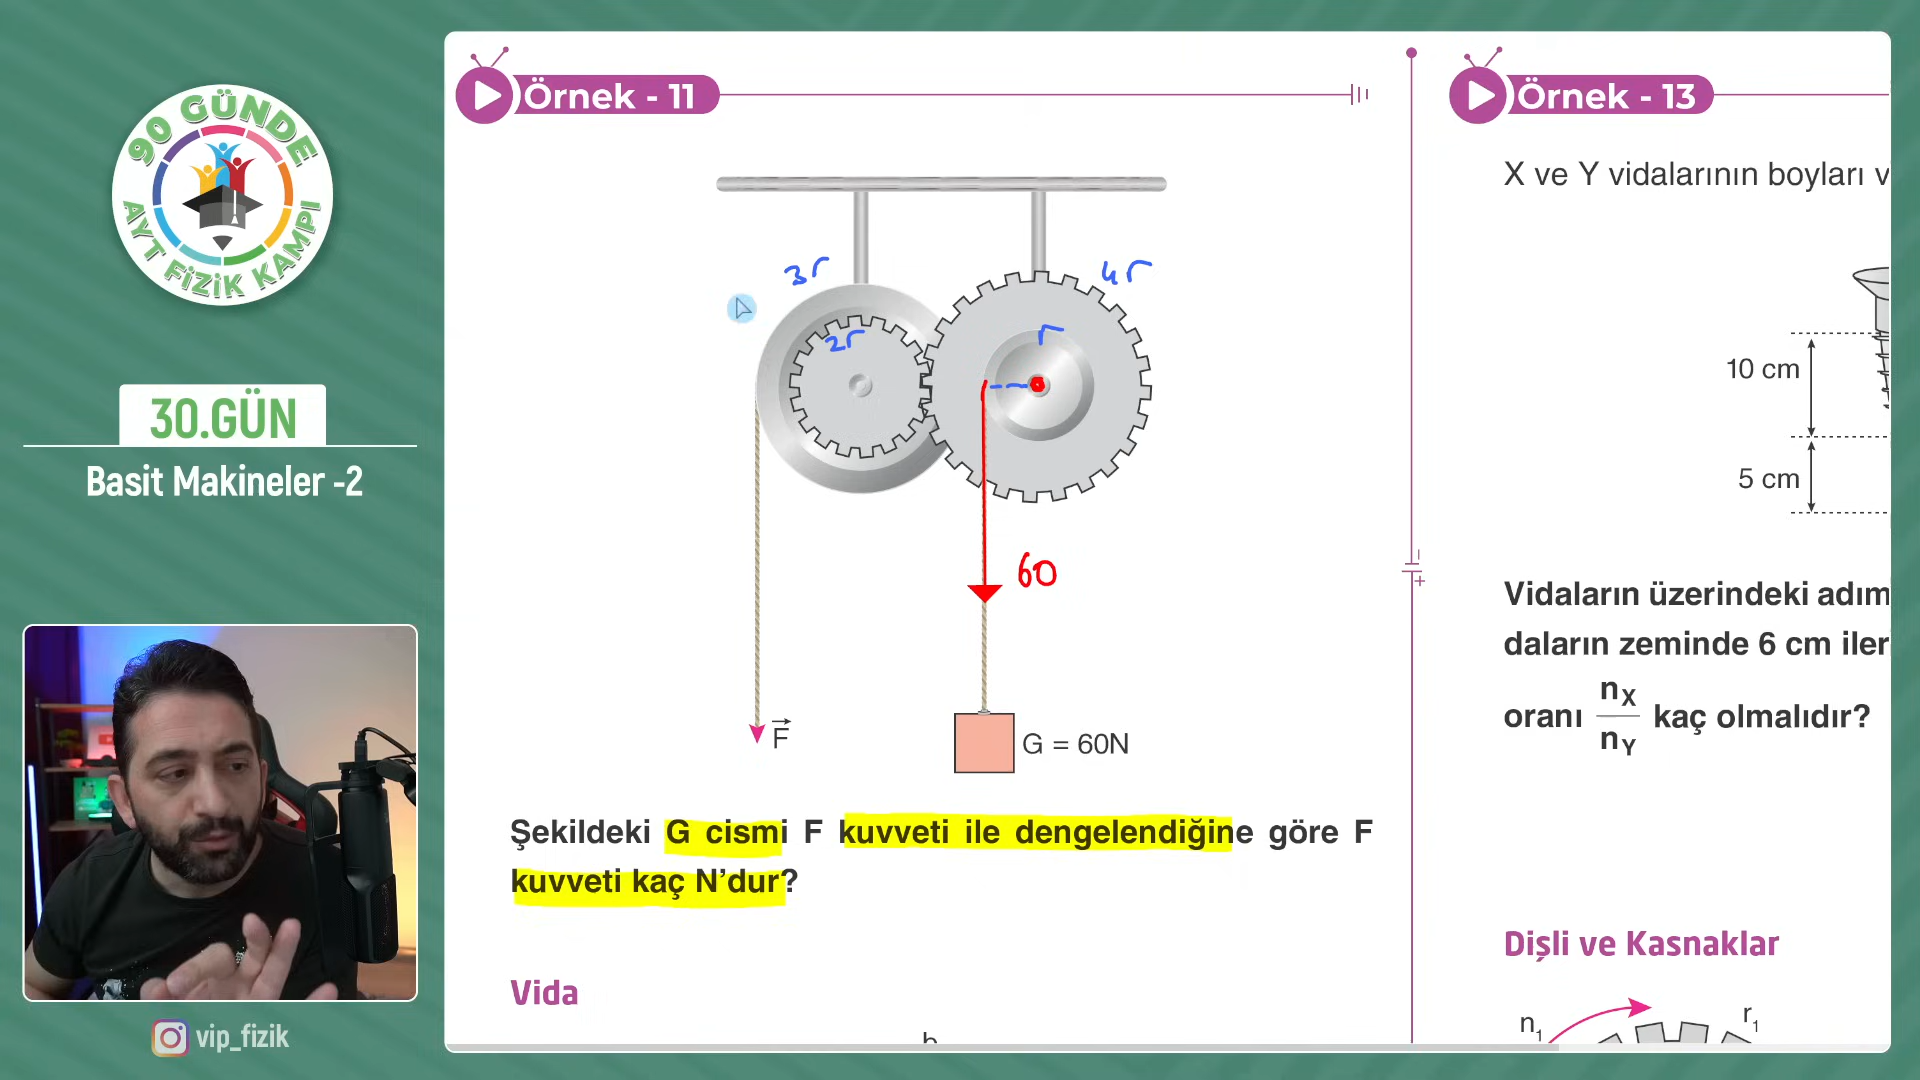 90 GÜNDE
AYT FİZİK KAMPI
30.GÜN
Basit Makineler -2
vip_fizik
Örnek - 11
3r
4r
2r
r
60
F
G = 60N
Şekildeki G cismi F kuvveti ile dengelendiğine göre F
kuvveti kaç N’dur?
Vida
b
Örnek - 13
X ve Y vidalarının boyları v
10 cm
5 cm
Vidaların üzerindeki adım
daların zeminde 6 cm iler
oranı nX / nY kaç olmalıdır?
Dişli ve Kasnaklar
n1
r1